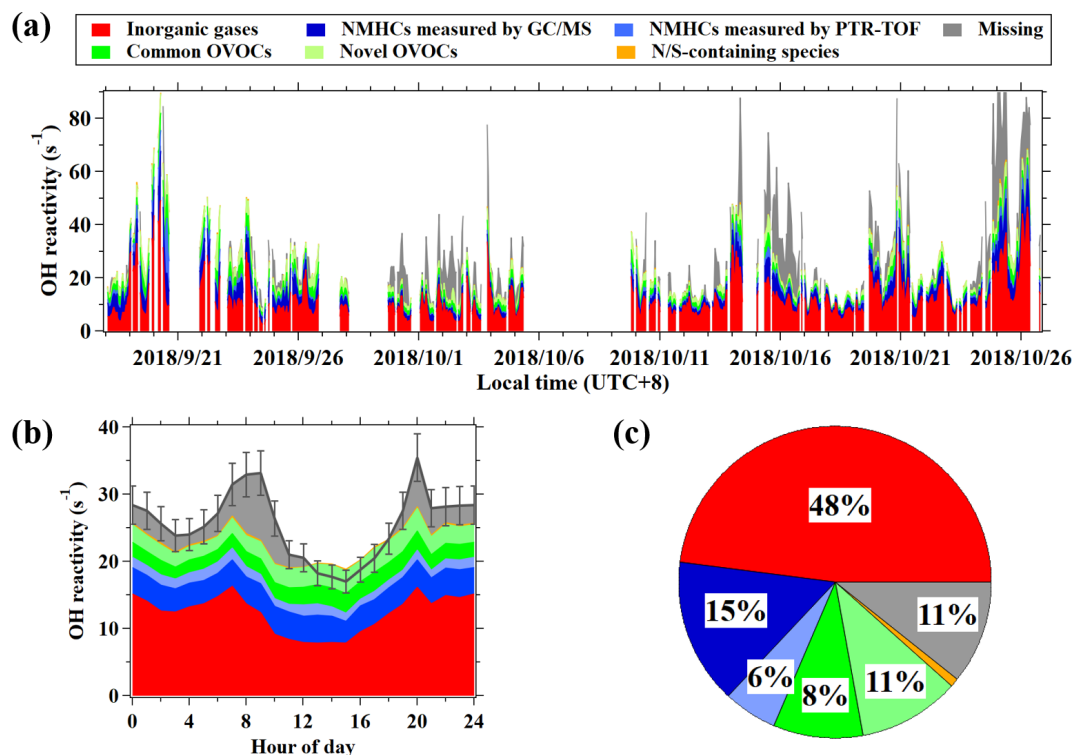 (a)
Inorganic gases NMHCs measured by GC/MS NMHCs measured by PTR-TOF Missing
Common OVOCs Novel OVOCs N/S-containing species
OH reactivity (s⁻¹)
80
60
40
20
0
2018/9/21 2018/9/26 2018/10/1 2018/10/6 2018/10/11 2018/10/16 2018/10/21 2018/10/26
Local time (UTC+8)
(b)
OH reactivity (s⁻¹)
40
30
20
10
0
0 4 8 12 16 20 24
Hour of day
(c)
48%
15%
11%
6%
8%
11%